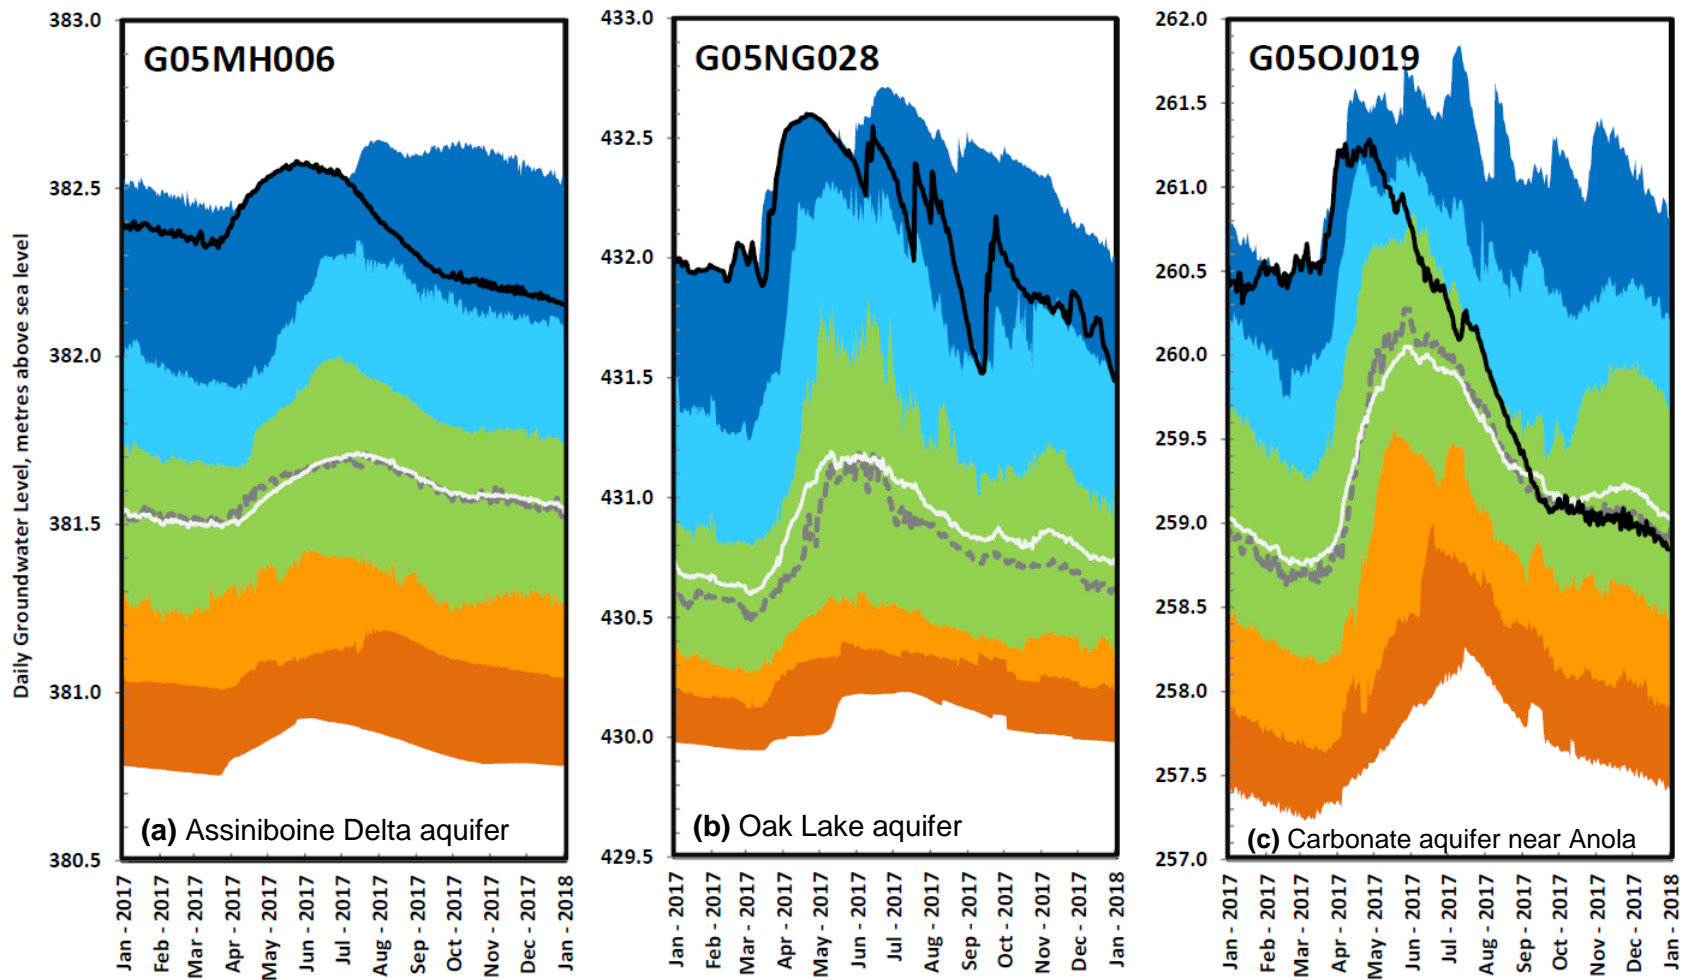 Daily Groundwater Level, metres above sea level
G05MH006
383.0
382.5
382.0
381.5
381.0
380.5
(a) Assiniboine Delta aquifer
Jan - 2017
Feb - 2017
Mar - 2017
Apr - 2017
May - 2017
Jun - 2017
Jul - 2017
Aug - 2017
Sep - 2017
Oct - 2017
Nov - 2017
Dec - 2017
Jan - 2018
G05NG028
433.0
432.5
432.0
431.5
431.0
430.5
430.0
429.5
(b) Oak Lake aquifer
Jan - 2017
Feb - 2017
Mar - 2017
Apr - 2017
May - 2017
Jun - 2017
Jul - 2017
Aug - 2017
Sep - 2017
Oct - 2017
Nov - 2017
Dec - 2017
Jan - 2018
G05OJ019
262.0
261.5
261.0
260.5
260.0
259.5
259.0
258.5
258.0
257.5
257.0
(c) Carbonate aquifer near Anola
Jan - 2017
Feb - 2017
Mar - 2017
Apr - 2017
May - 2017
Jun - 2017
Jul - 2017
Aug - 2017
Sep - 2017
Oct - 2017
Nov - 2017
Dec - 2017
Jan - 2018